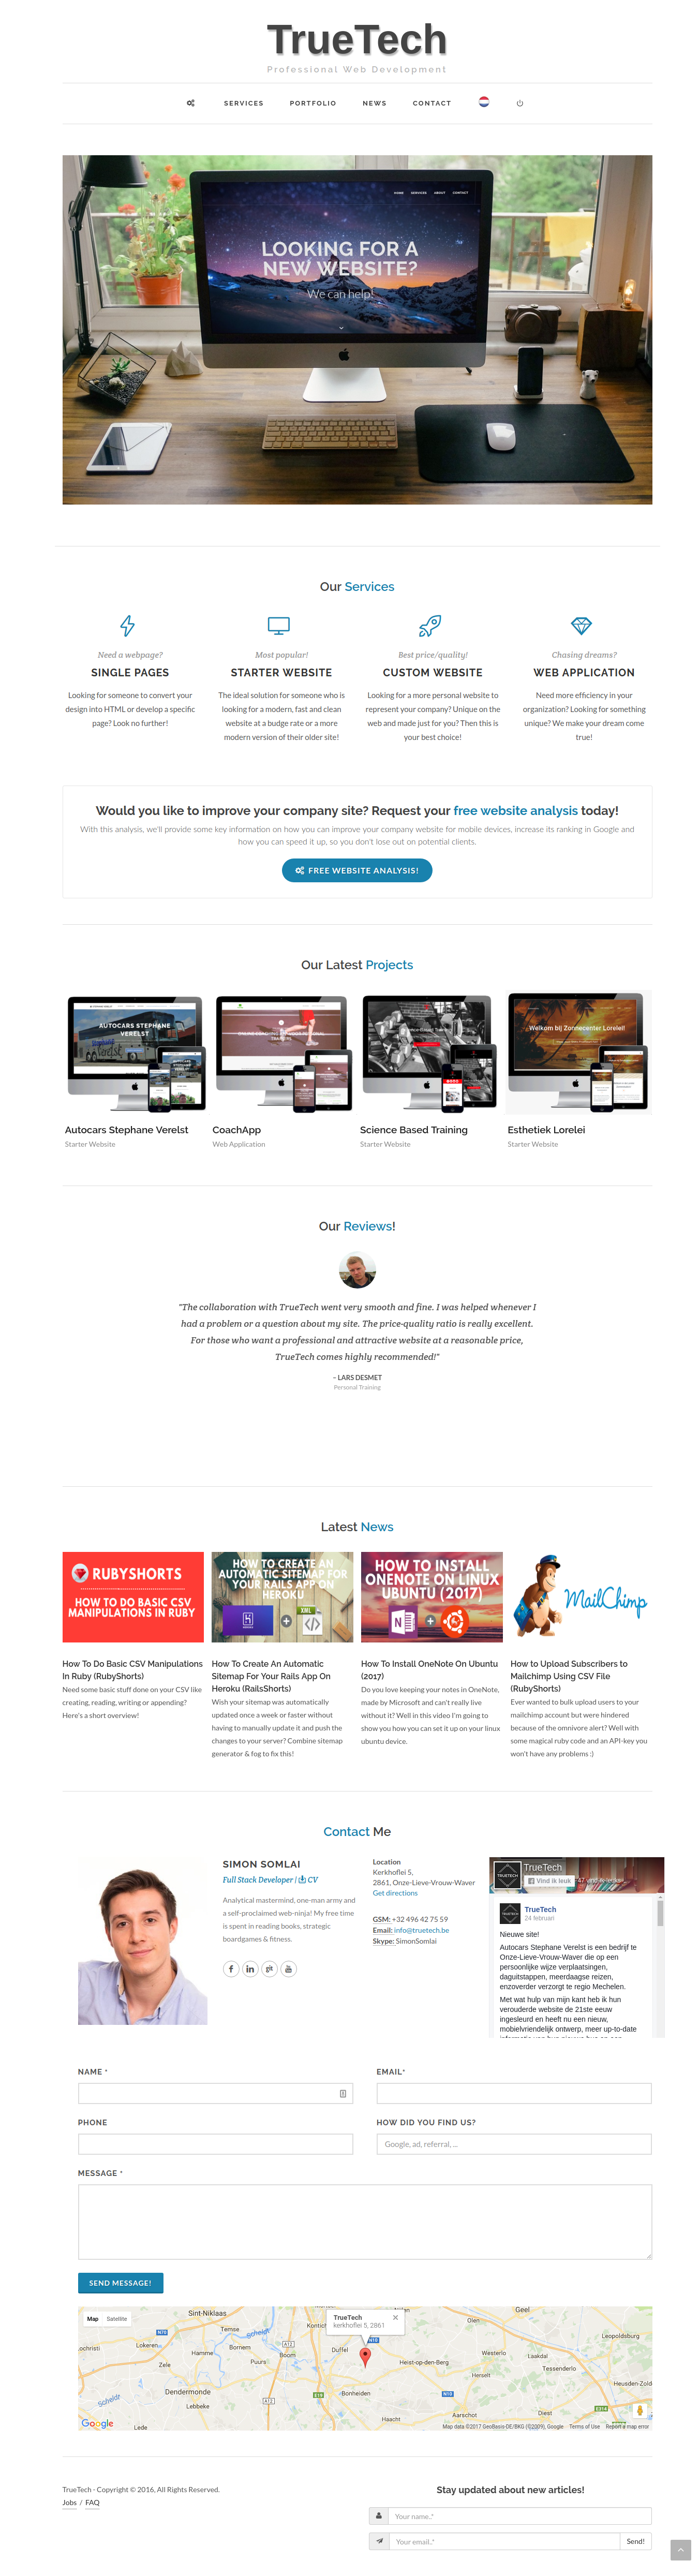 TrueTech
Professional Web Development
SERVICES PORTFOLIO NEWS CONTACT
HOME SERVICES ABOUT CONTACT
LOOKING FOR A
NEW WEBSITE?
We can help!
Our Services
Need a webpage?
SINGLE PAGES
Looking for someone to convert your
design into HTML or develop a specific
page? Look no further!
Most popular!
STARTER WEBSITE
The ideal solution for someone who is
looking for a modern, fast and clean
website at a budge rate or a more
modern version of their older site!
Best price/quality!
CUSTOM WEBSITE
Looking for a more personal website to
represent your company? Unique on the
web and made just for you? Then this is
your best choice!
Chasing dreams?
WEB APPLICATION
Need more efficiency in your
organization? Looking for something
unique? We make your dream come
true!
Would you like to improve your company site? Request your free website analysis today!
With this analysis, we'll provide some key information on how you can improve your company website for mobile devices, increase its ranking in Google and
how you can speed it up, so you don't lose out on potential clients.
FREE WEBSITE ANALYSIS!
Our Latest Projects
AUTOCARS STEPHANE
VERELST
Welkom bij Zonnecenter Lorelei!
Autocars Stephane Verelst
Starter Website
CoachApp
Web Application
Science Based Training
Starter Website
Esthetiek Lorelei
Starter Website
Our Reviews!
"The collaboration with TrueTech went very smooth and fine. I was helped whenever I
had a problem or a question about my site. The price-quality ratio is really excellent.
For those who want a professional and attractive website at a reasonable price,
TrueTech comes highly recommended!"
– LARS DESMET
Personal Training
Latest News
RUBYSHORTS
HOW TO DO BASIC CSV
MANIPULATIONS IN RUBY
How To Do Basic CSV Manipulations
In Ruby (RubyShorts)
Need some basic stuff done on your CSV like
creating, reading, writing or appending?
Here's a short overview!
HOW TO CREATE AN
AUTOMATIC SITEMAP FOR
YOUR RAILS APP ON
HEROKU
XML
How To Create An Automatic
Sitemap For Your Rails App On
Heroku (RailsShorts)
Wish your sitemap was automatically
updated once a week or faster without
having to manually update it and push the
changes to your server? Combine sitemap
generator & fog to fix this!
HOW TO INSTALL
ONENOTE ON LINUX
UBUNTU (2017)
How To Install OneNote On Ubuntu
(2017)
Do you love keeping your notes in OneNote,
made by Microsoft and can't really live
without it? Well in this video I'm going to
show you how you can set it up on your linux
ubuntu device.
MailChimp
How to Upload Subscribers to
Mailchimp Using CSV File
(RubyShorts)
Ever wanted to bulk upload users to your
mailchimp account but were hindered
because of the omnivore alert? Well with
some magical ruby code and an API-key you
won't have any problems :)
Contact Me
SIMON SOMLAI
Full Stack Developer | CV
Analytical mastermind, one-man army and
a self-proclaimed web-ninja! My free time
is spent in reading books, strategic
boardgames & fitness.
Location
Kerkhoflei 5,
2861, Onze-Lieve-Vrouw-Waver
Get directions
GSM: +32 496 42 75 59
Email: info@truetech.be
Skype: SimonSomlai
TRUETECH
TrueTech
Vind ik leuk
47 vind-ik-leuks
TrueTech
24 februari
Nieuwe site!
Autocars Stephane Verelst is een bedrijf te
Onze-Lieve-Vrouw-Waver die op een
persoonlijke wijze verplaatsingen,
daguitstappen, meerdaagse reizen,
enzoverder verzorgt te regio Mechelen.
Met wat hulp van mijn kant heb ik hun
verouderde website de 21ste eeuw
ingesleurd en heeft nu een nieuw,
mobielvriendelijk ontwerp, meer up-to-date
NAME *
EMAIL*
PHONE
HOW DID YOU FIND US?
Google, ad, referral, ...
MESSAGE *
SEND MESSAGE!
Map Satellite
TrueTech
kerkhoflei 5, 2861
Sint-Niklaas
Temse
Kontich
Geel
Olen
Leopoldsburg
Lokeren
Hamme
Bornem
Boom
Duffel
Zele
Puurs
Heist-op-den-Berg
Westerlo
Laakdal
Tessenderlo
Herselt
Heusden-Zold
Dendermonde
Bonheiden
Lebbeke
Scheldt
Lede
Haacht
Aarschot
Diest
Google
Map data ©2017 GeoBasis-DE/BKG (©2009), Google Terms of Use Report a map error
TrueTech - Copyright © 2016, All Rights Reserved.
Jobs / FAQ
Stay updated about new articles!
Your name..*
Your email..*
Send!